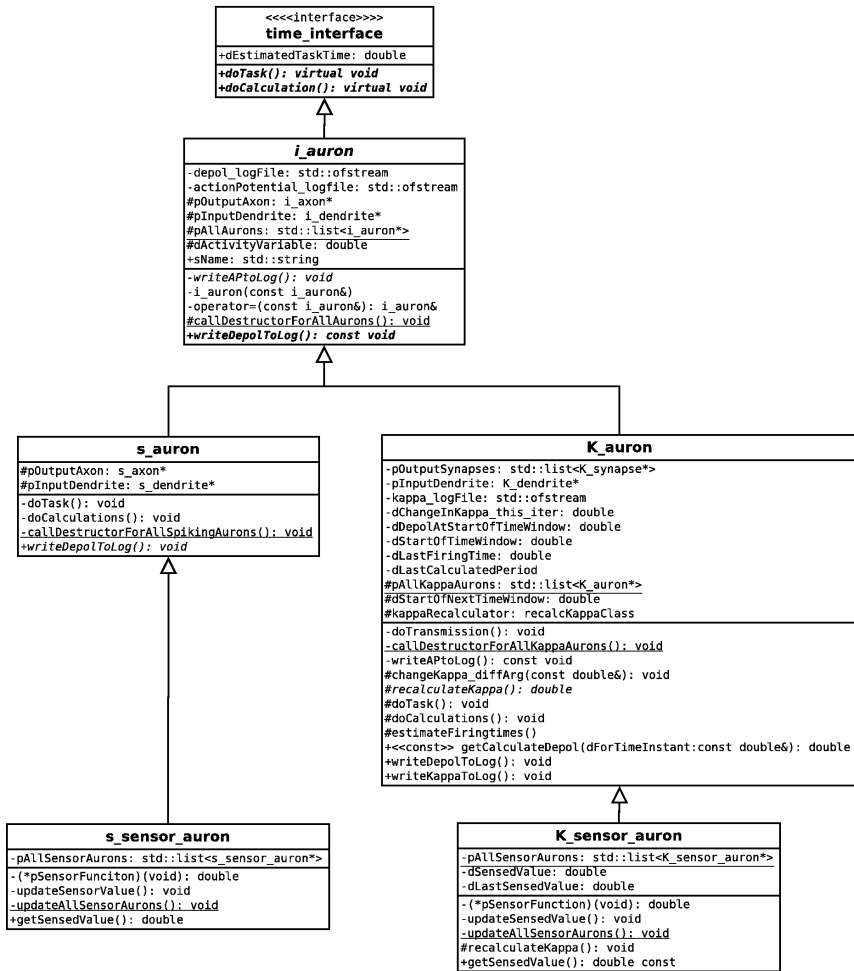 <<<<interface>>>>
time_interface
+dEstimatedTaskTime: double
+doTask(): virtual void
+doCalculation(): virtual void
i_auron
-depol_logFile: std::ofstream
-actionPotential_logfile: std::ofstream
#pOutputAxon: i_axon*
#pInputDendrite: i_dendrite*
#pAllAurons: std::list<i_auron*>
#dActivityVariable: double
+sName: std::string
-writeAPtoLog(): void
-i_auron(const i_auron&)
-operator=(const i_auron&): i_auron&
#callDestructorForAllAurons(): void
+writeDepolToLog(): const void
s_auron
#pOutputAxon: s_axon*
#pInputDendrite: s_dendrite*
-doTask(): void
-doCalculations(): void
-callDestructorForAllSpikingAurons(): void
+writeDepolToLog(): void
K_auron
-pOutputSynapses: std::list<K_synapse*>
-pInputDendrite: K_dendrite*
-kappa_logFile: std::ofstream
-dChangeInKappa_this_iter: double
-dDepolAtStartOfTimeWindow: double
-dStartOfTimeWindow: double
-dLastFiringTime: double
-dLastCalculatedPeriod
#pAllKappaAurons: std::list<K_auron*>
#dStartOfNextTimeWindow: double
#kappaRecalculator: recalcKappaClass
-doTransmission(): void
-callDestructorForAllKappaAurons(): void
-writeAPtoLog(): const void
#changeKappa_diffArg(const double&): void
#recalculateKappa(): double
#doTask(): void
#doCalculations(): void
#estimateFiringtimes()
+<<const>> getCalculateDepol(dForTimeInstant:const double&): double
+writeDepolToLog(): void
+writeKappaToLog(): void
s_sensor_auron
-pAllSensorAurons: std::list<s_sensor_auron*>
-(*pSensorFunciton)(void): double
-updateSensorValue(): void
-updateAllSensorAurons(): void
+getSensedValue(): double
K_sensor_auron
-pAllSensorAurons: std::list<K_sensor_auron*>
-dSensedValue: double
-dLastSensedValue: double
-(*pSensorFunction)(void): double
-updateSensedValue(): void
-updateAllSensorAurons(): void
#recalculateKappa(): void
+getSensedValue(): double const